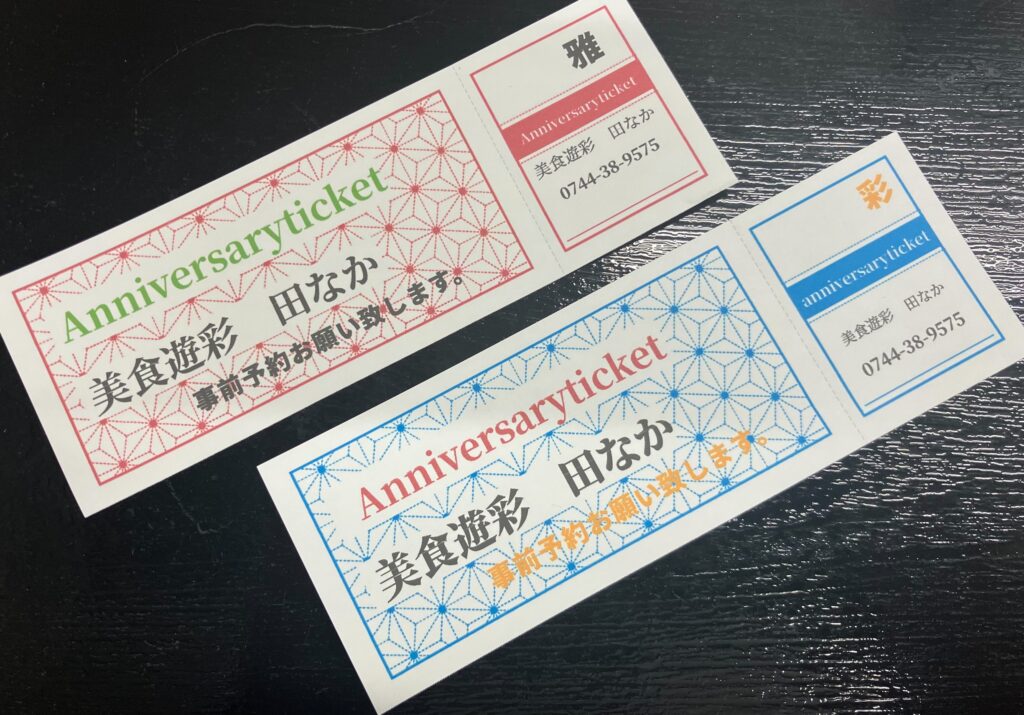 Anniversaryticket
美食遊彩　田なか
事前予約お願い致します。
雅
Anniversaryticket
美食遊彩　田なか
0744-38-9575
Anniversaryticket
美食遊彩　田なか
事前予約お願い致します。
彩
anniversaryticket
美食遊彩　田なか
0744-38-9575